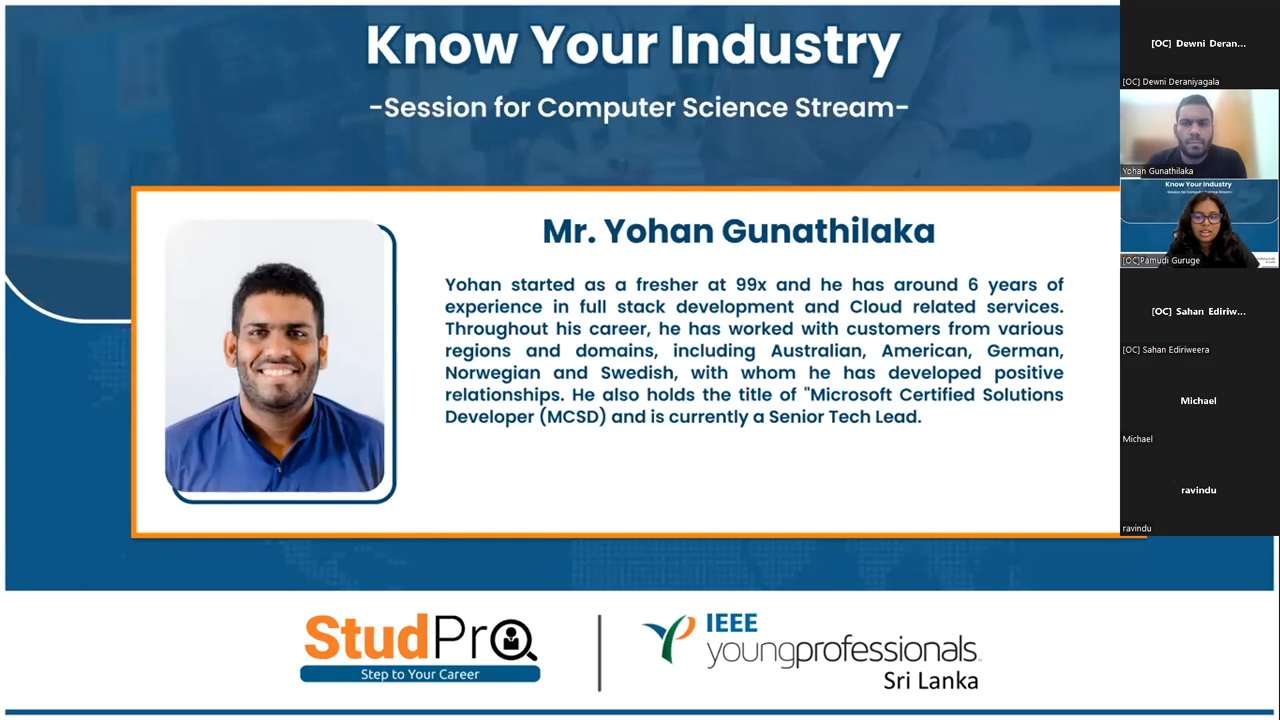 Know Your Industry
-Session for Computer Science Stream-
Mr. Yohan Gunathilaka
Yohan started as a fresher at 99x and he has around 6 years of
experience in full stack development and Cloud related services.
Throughout his career, he has worked with customers from various
regions and domains, including Australian, American, German,
Norwegian and Swedish, with whom he has developed positive
relationships. He also holds the title of "Microsoft Certified Solutions
Developer (MCSD) and is currently a Senior Tech Lead.
StudPro
Step to Your Career
IEEE
youngprofessionals
Sri Lanka
[OC] Dewni Deran...
[OC] Dewni Deraniyagala
Yohan Gunathilaka
Know Your Industry
[OC]Pamudi Guruge
[OC] Sahan Ediriw...
[OC] Sahan Ediriweera
Michael
Michael
ravindu
ravindu